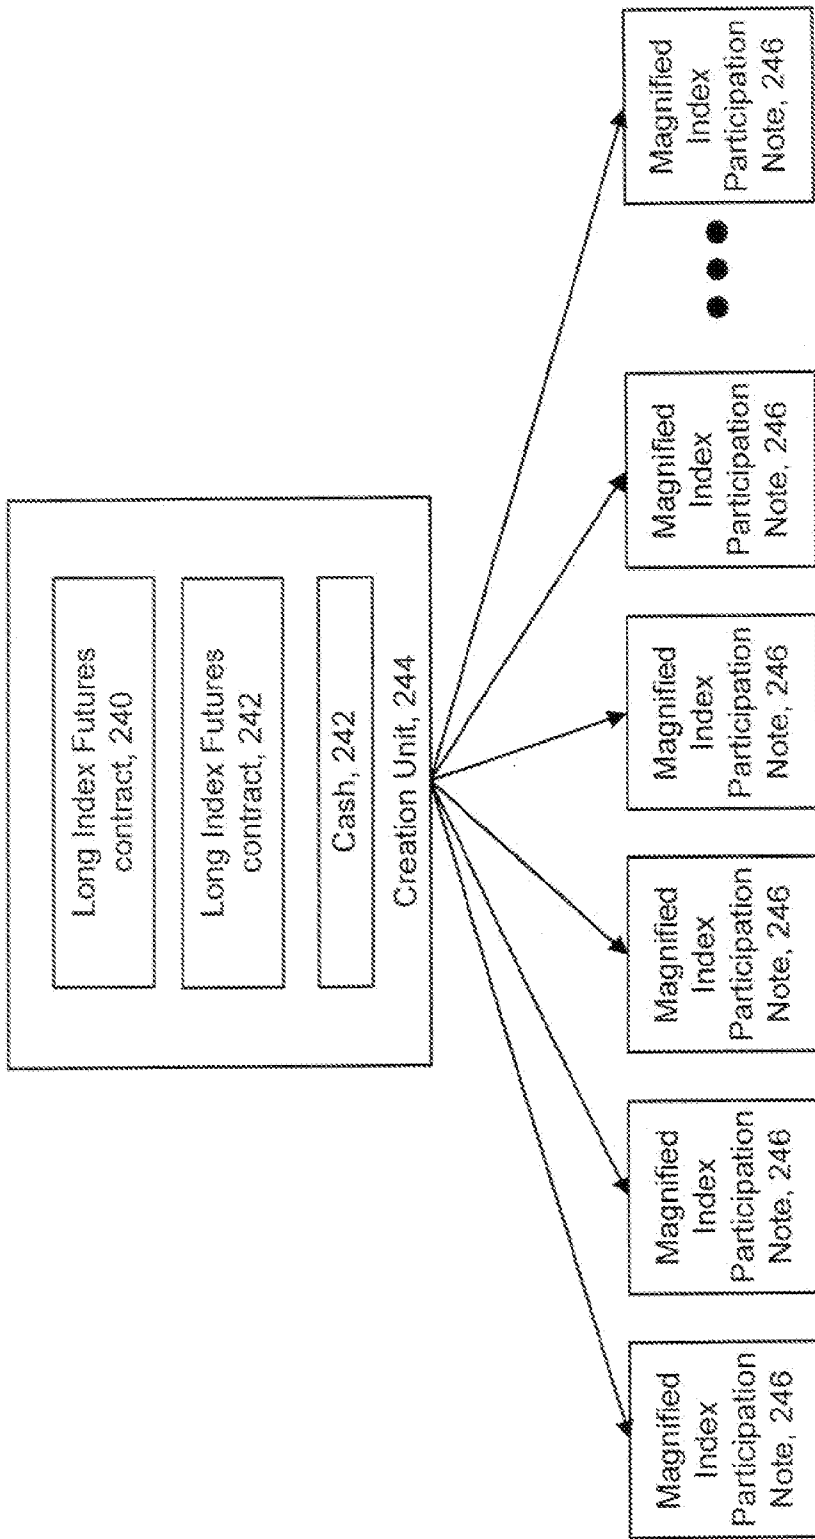 Long Index Futures
contract, 240
Long Index Futures
contract, 242
Cash, 242
Creation Unit, 244
Magnified
Index
Participation
Note, 246
Magnified
Index
Participation
Note, 246
Magnified
Index
Participation
Note, 246
Magnified
Index
Participation
Note, 246
Magnified
Index
Participation
Note, 246
Magnified
Index
Participation
Note, 246